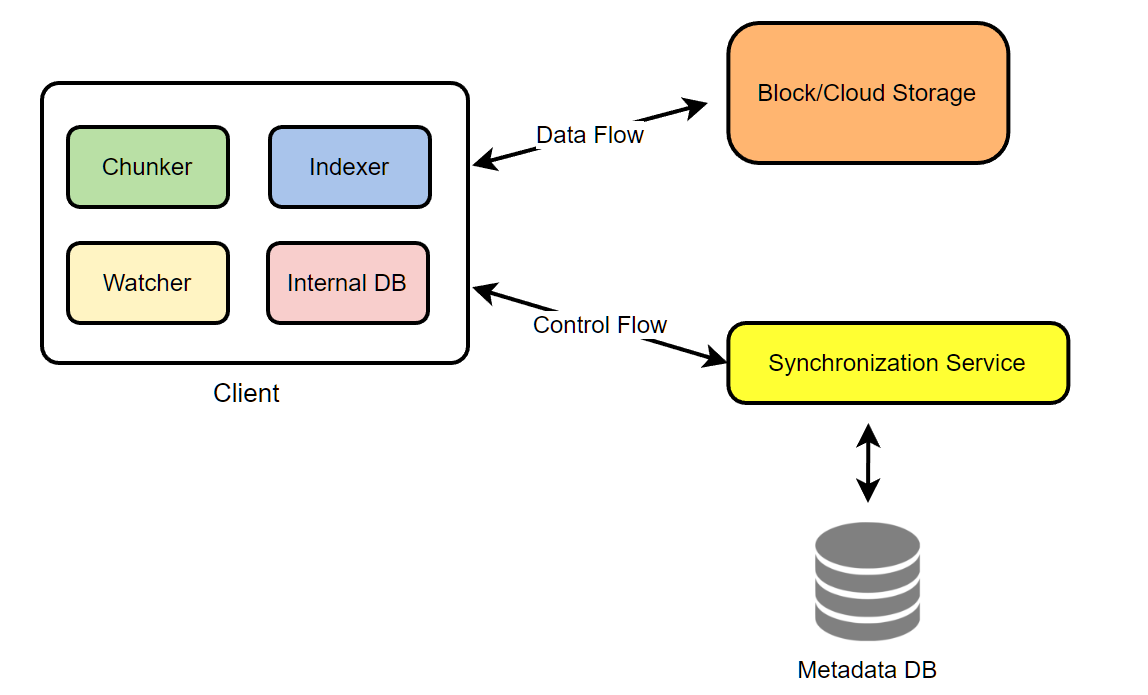 Block/Cloud Storage
Data Flow
Chunker
Indexer
Watcher
Internal DB
Control Flow
Client
Synchronization Service
Metadata DB